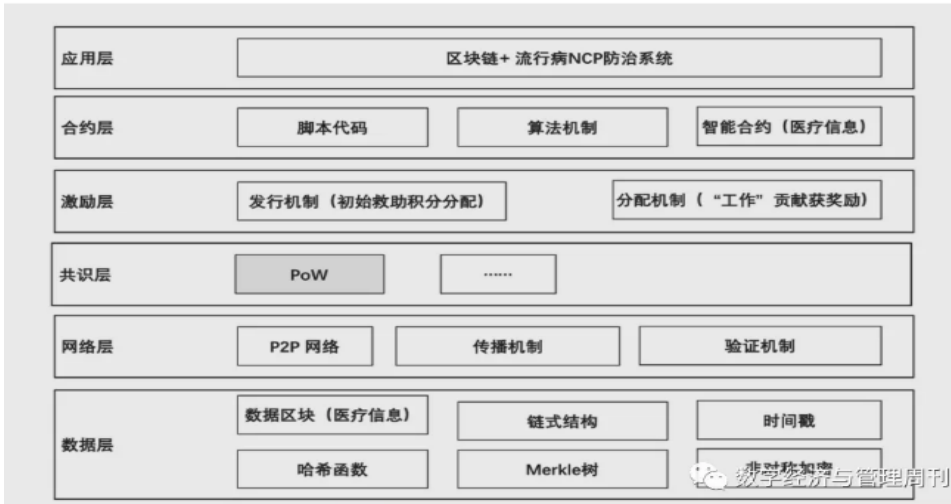 应用层
区块链+ 流行病NCP防治系统
合约层
脚本代码
算法机制
智能合约（医疗信息）
激励层
发行机制（初始救助积分分配）
分配机制（ “工作”贡献获奖励）
共识层
PoW
······
网络层
P2P 网络
传播机制
验证机制
数据层
数据区块（医疗信息）
链式结构
时间戳
哈希函数
Merkle树
非对称加密
数字经济与管理周刊